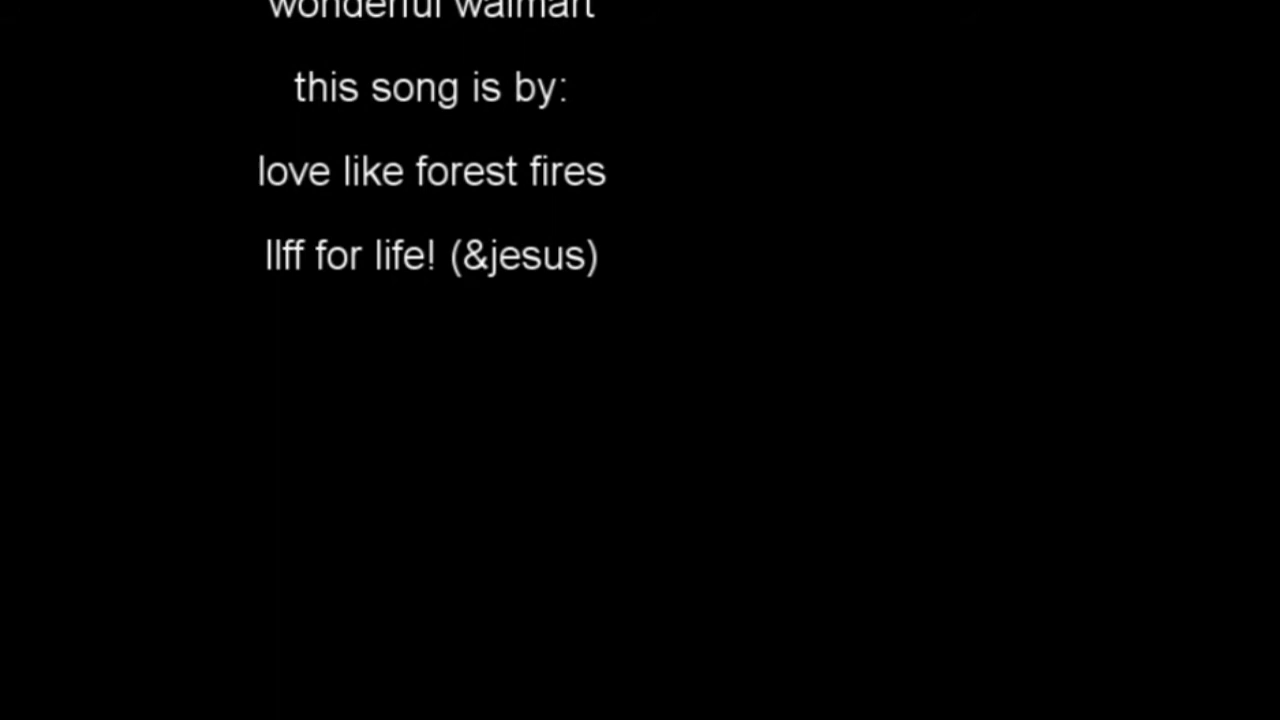 wonderful walmart
this song is by:
love like forest fires
llff for life! (&jesus)